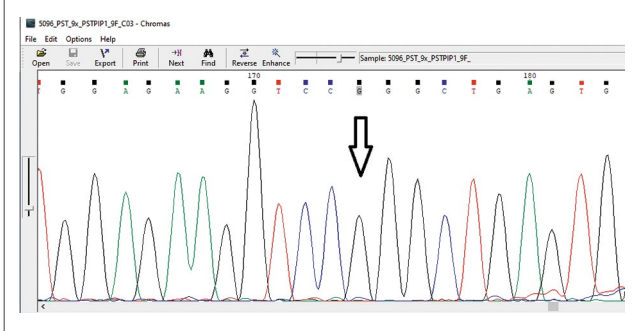 5096_PST_9x_PSTPIP1_9F_C03 - Chromas
File Edit Options Help
Open Save Export Print Next Find Reverse Enhance Sample: 5096_PST_9x_PSTPIP1_9F_
170 180
T G G A G A A G G T C C G G G C T G A G T G